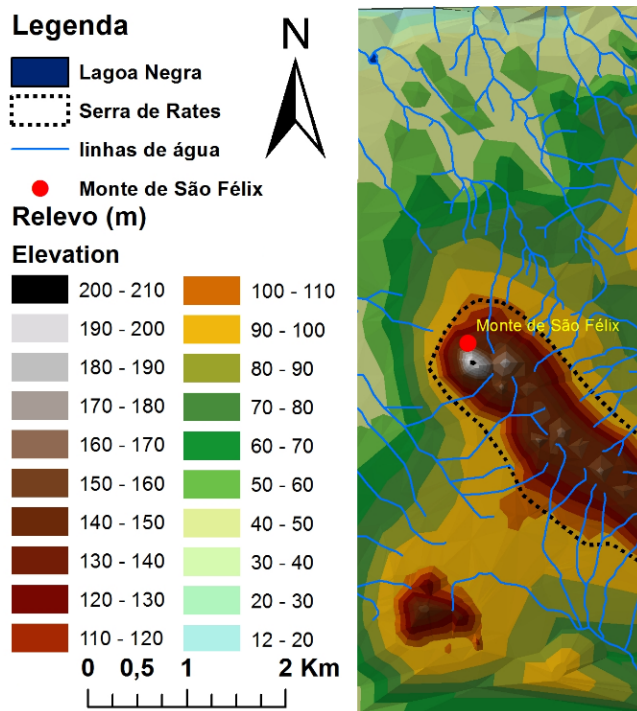 Legenda
N
Lagoa Negra
Serra de Rates
linhas de água
Monte de São Félix
Relevo (m)
Elevation
200 - 210
190 - 200
180 - 190
170 - 180
160 - 170
150 - 160
140 - 150
130 - 140
120 - 130
110 - 120
100 - 110
90 - 100
80 - 90
70 - 80
60 - 70
50 - 60
40 - 50
30 - 40
20 - 30
12 - 20
0 0,5 1 2 Km
Monte de São Félix